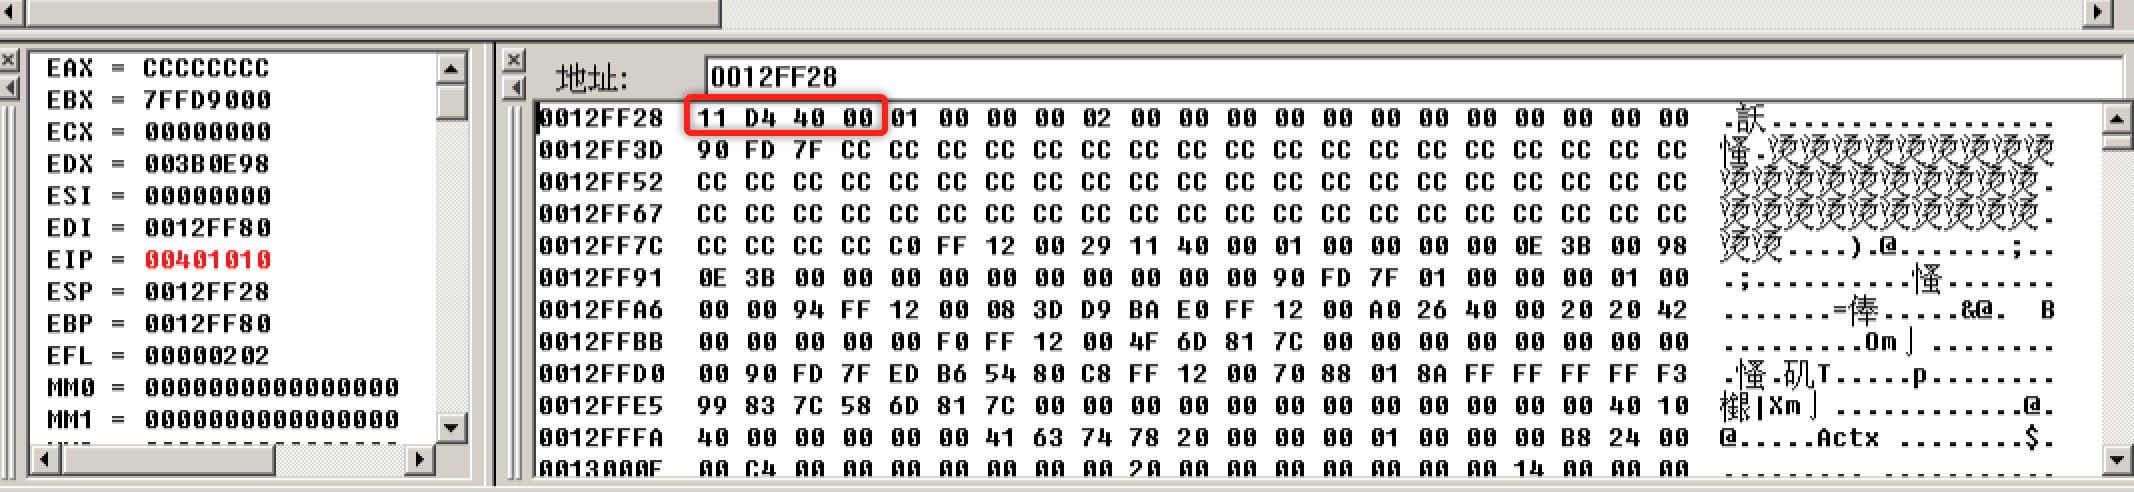 EAX = CCCCCCCC
EBX = 7FFD9000
ECX = 00000000
EDX = 003B0E98
ESI = 00000000
EDI = 0012FF80
EIP = 00401010
ESP = 0012FF28
EBP = 0012FF80
EFL = 00000202
MM0 = 0000000000000000
MM1 = 0000000000000000
地址: 0012FF28
0012FF28 11 D4 40 00 01 00 00 00 02 00 00 00 00 00 00 00 00 00 00 00 00 .訞..................
0012FF3D 90 FD 7F CC CC CC CC CC CC CC CC CC CC CC CC CC CC CC CC CC CC 慅.烫烫烫烫烫烫烫烫烫
0012FF52 CC CC CC CC CC CC CC CC CC CC CC CC CC CC CC CC CC CC CC CC CC 烫烫烫烫烫烫烫烫烫烫.
0012FF67 CC CC CC CC CC CC CC CC CC CC CC CC CC CC CC CC CC CC CC CC CC 烫烫烫烫烫烫烫烫烫烫.
0012FF7C CC CC CC CC C0 FF 12 00 29 11 40 00 01 00 00 00 00 0E 3B 00 98 烫烫....).@.......;..
0012FF91 0E 3B 00 00 00 00 00 00 00 00 00 00 90 FD 7F 01 00 00 00 01 00 .;..........慅.......
0012FFA6 00 00 94 FF 12 00 08 3D D9 BA E0 FF 12 00 A0 26 40 00 20 20 42 .......=俸.....&@.  B
0012FFBB 00 00 00 00 00 F0 FF 12 00 4F 6D 81 7C 00 00 00 00 00 00 00 00 .........Om亅........
0012FFD0 00 90 FD 7F ED B6 54 80 C8 FF 12 00 70 88 01 8A FF FF FF FF F3 .慅.矶T.....p........
0012FFE5 99 83 7C 58 6D 81 7C 00 00 00 00 00 00 00 00 00 00 00 00 40 10 檭|Xm亅............@.
0012FFFA 40 00 00 00 00 00 41 63 74 78 20 00 00 00 01 00 00 00 B8 24 00 @.....Actx ........$.
0013000F 00 C4 00 00 00 00 00 00 00 20 00 00 00 00 00 00 00 14 00 00 00